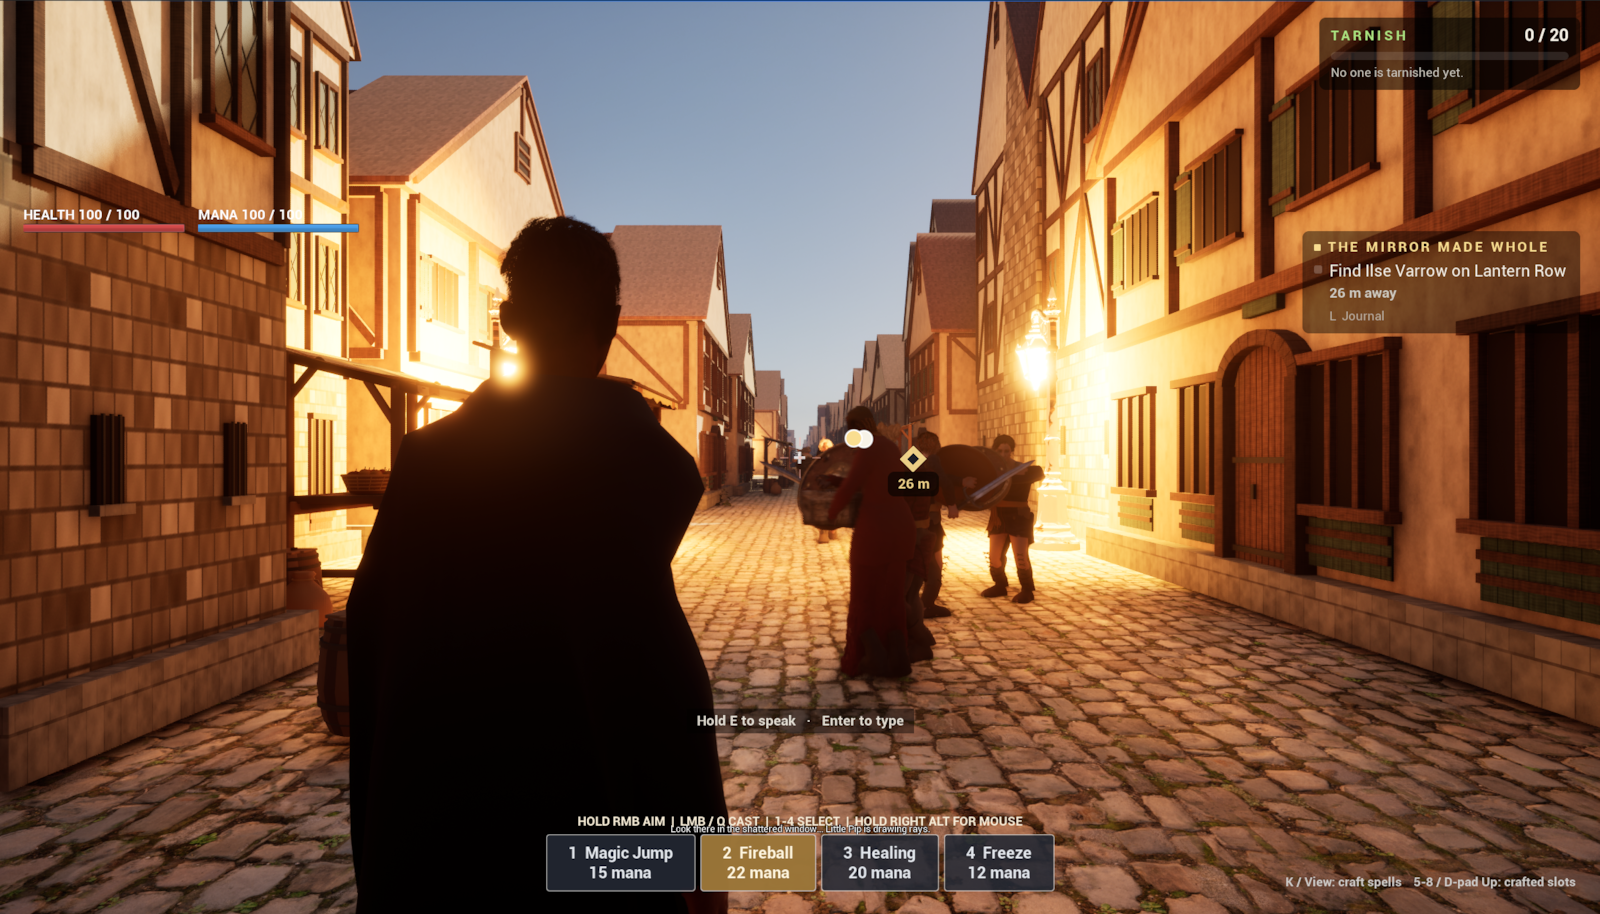 TARNISH 0 / 20
No one is tarnished yet.
HEALTH 100 / 100 MANA 100 / 100
THE MIRROR MADE WHOLE
Find Ilse Varrow on Lantern Row
26 m away
L Journal
26 m
Hold E to speak · Enter to type
HOLD RMB AIM | LMB / Q CAST | 1-4 SELECT | HOLD RIGHT ALT FOR MOUSE
Look there in the shattered window... Little Pip is drawing rays.
1 Magic Jump
15 mana
2 Fireball
22 mana
3 Healing
20 mana
4 Freeze
12 mana
K / View: craft spells 5-8 / D-pad Up: crafted slots